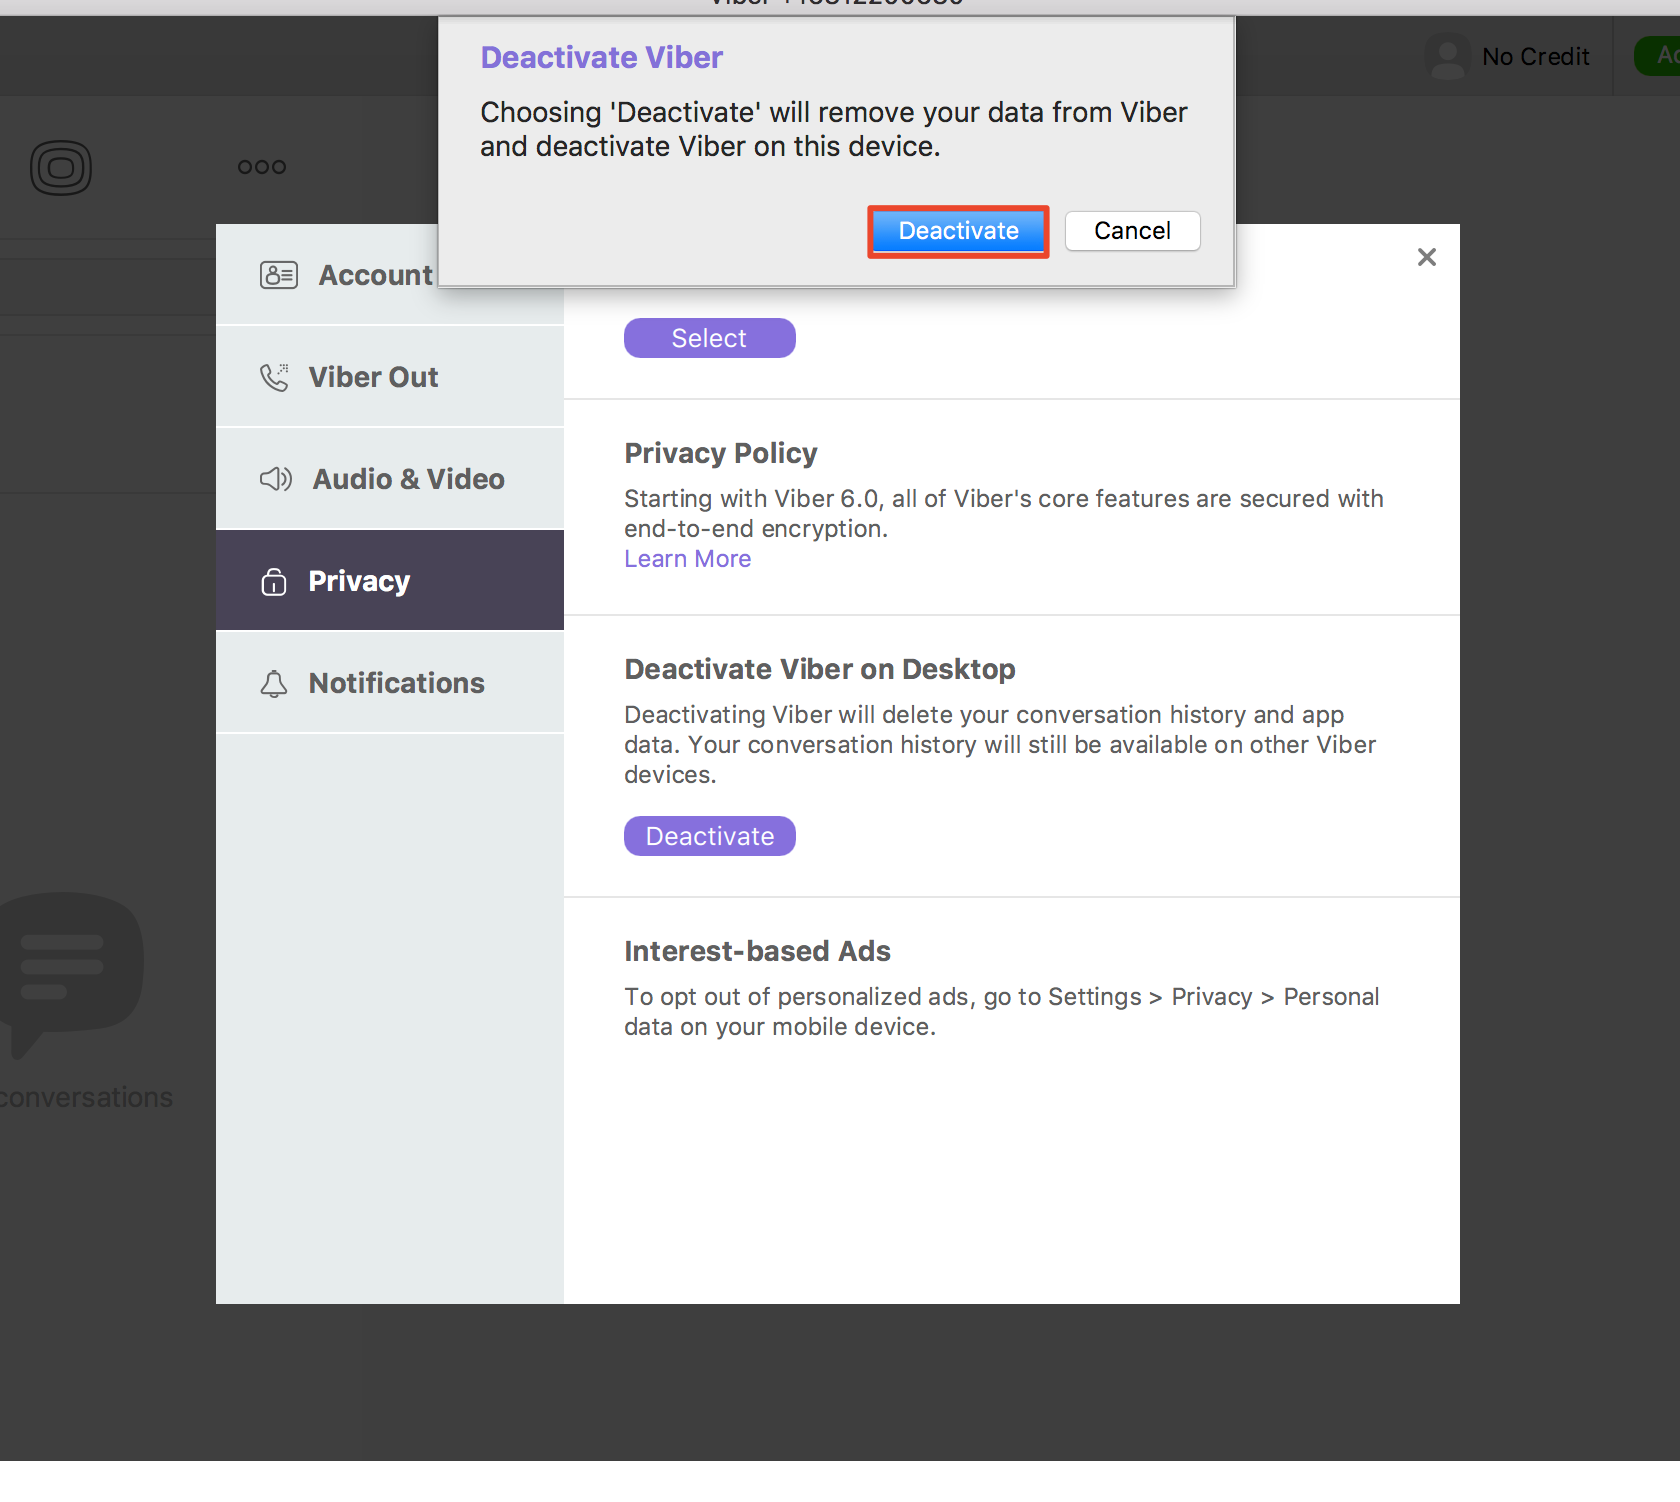 Deactivate Viber
Choosing 'Deactivate' will remove your data from Viber
and deactivate Viber on this device.
Deactivate
Cancel
No Credit
Account
Viber Out
Audio & Video
Privacy
Notifications
Select
Privacy Policy
Starting with Viber 6.0, all of Viber's core features are secured with
end-to-end encryption.
Learn More
Deactivate Viber on Desktop
Deactivating Viber will delete your conversation history and app
data. Your conversation history will still be available on other Viber
devices.
Deactivate
Interest-based Ads
To opt out of personalized ads, go to Settings > Privacy > Personal
data on your mobile device.
conversations